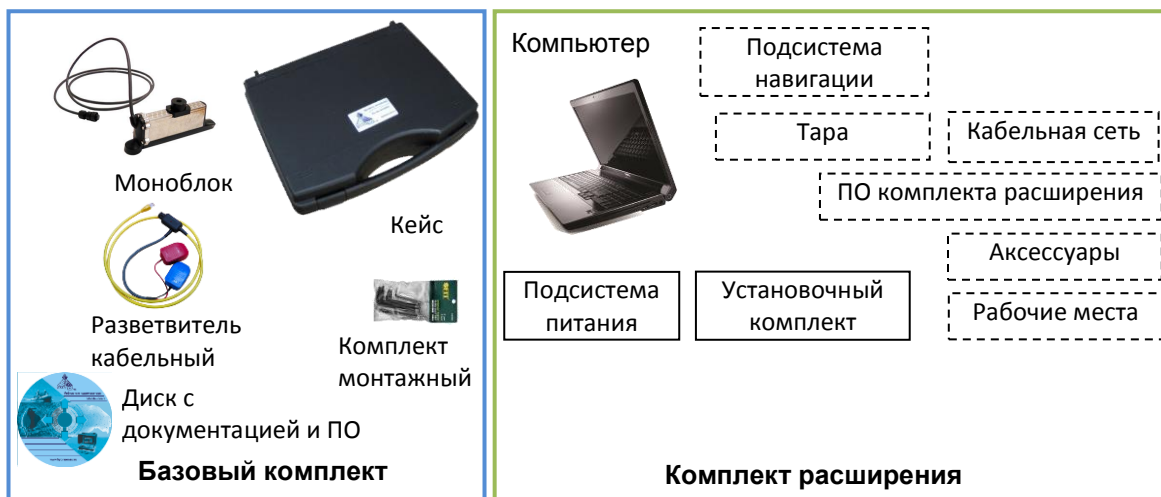 Моноблок
Кейс
Разветвитель
кабельный
Комплект
монтажный
Диск с
документацией и ПО
Базовый комплект
Компьютер
Подсистема
навигации
Тара
Кабельная сеть
ПО комплекта расширения
Аксессуары
Подсистема
питания
Установочный
комплект
Рабочие места
Комплект расширения